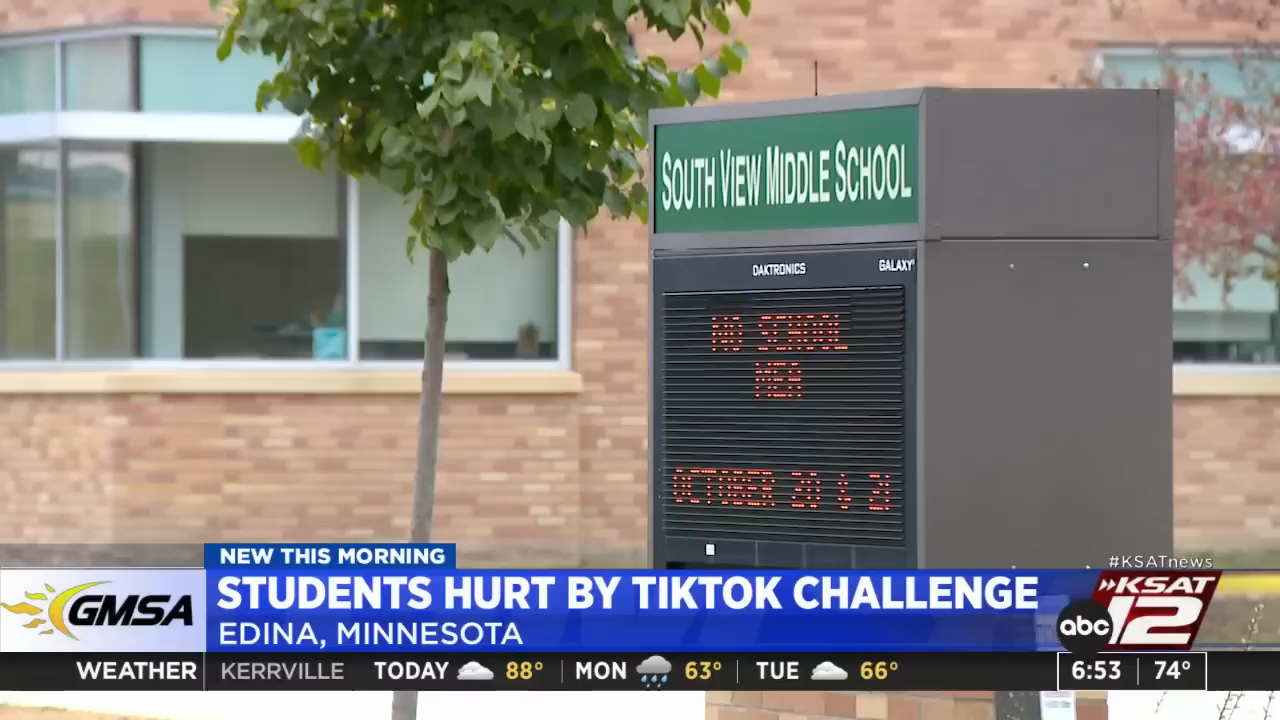 SOUTH VIEW MIDDLE SCHOOL
DAKTRONICS GALAXY
NO SCHOOL
MEA
OCTOBER 20 & 21
#KSATnews
NEW THIS MORNING
GMSA
STUDENTS HURT BY TIKTOK CHALLENGE
EDINA, MINNESOTA
abc
KSAT
12
WEATHER KERRVILLE TODAY 88° MON 63° TUE 66° 6:53 74°